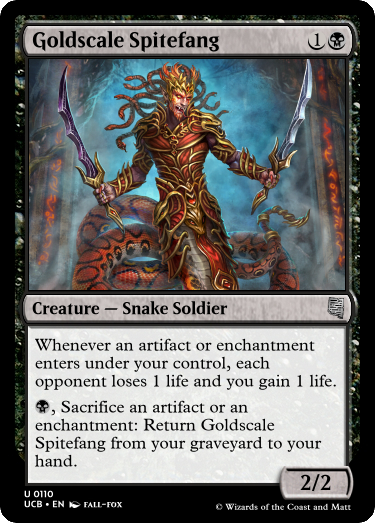 Goldscale Spitefang 1
Creature — Snake Soldier
Whenever an artifact or enchantment
enters under your control, each
opponent loses 1 life and you gain 1 life.
, Sacrifice an artifact or an
enchantment: Return Goldscale
Spitefang from your graveyard to your
hand.
2/2
U 0110
UCB • EN FALL-FOX
© Wizards of the Coast and Matt